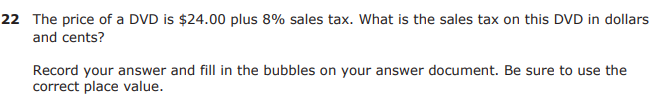 22 The price of a DVD is $24.00 plus 8% sales tax. What is the sales tax on this DVD in dollars
and cents?
Record your answer and fill in the bubbles on your answer document. Be sure to use the
correct place value.